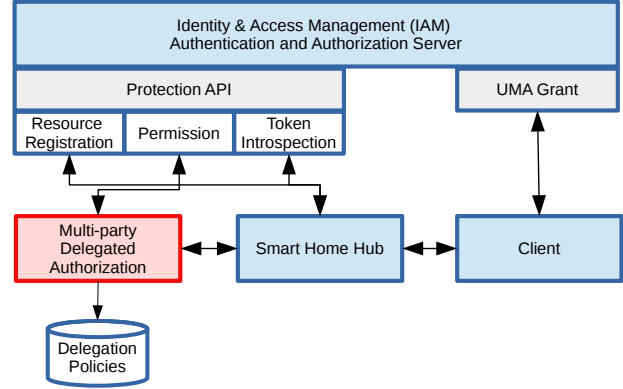 Identity & Access Management (IAM)
Authentication and Authorization Server
Protection API
UMA Grant
Resource
Registration
Permission
Token
Introspection
Multi-party
Delegated
Authorization
Smart Home Hub
Client
Delegation
Policies